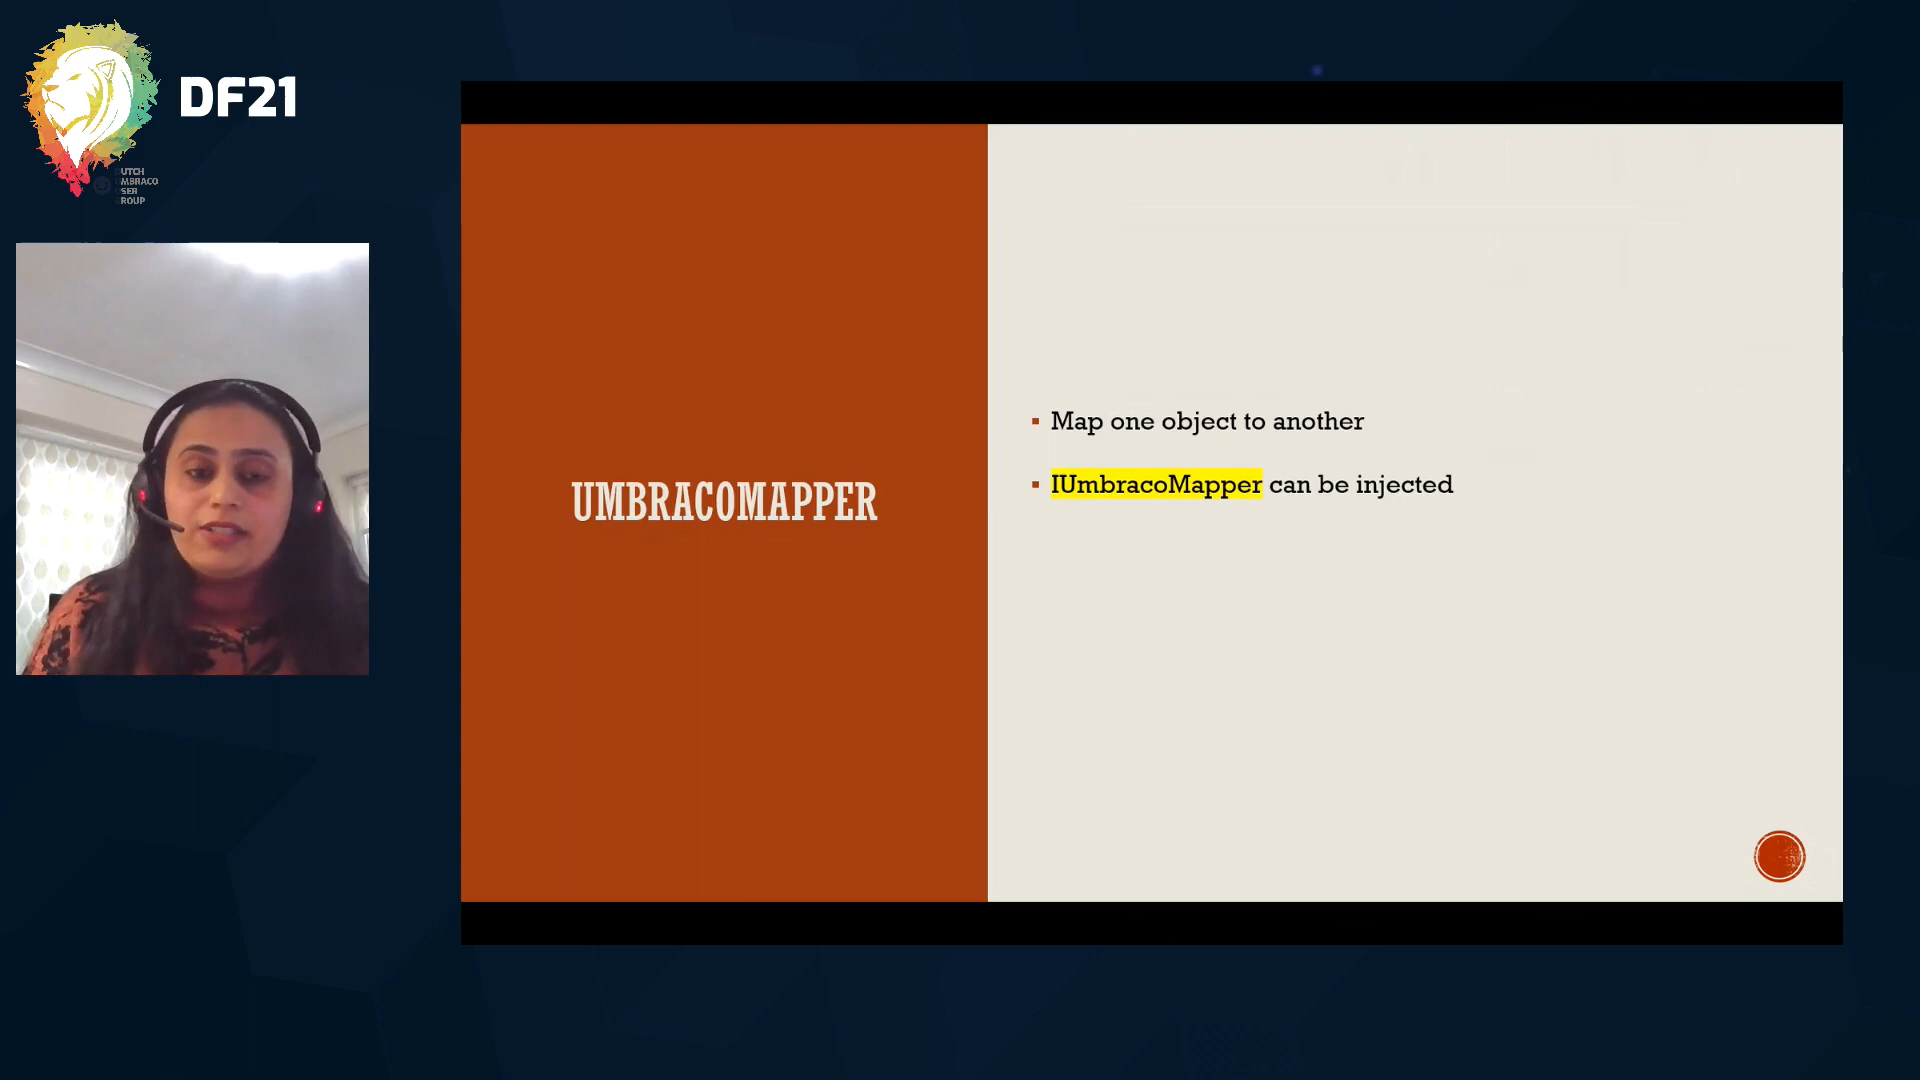 DF21
UTCH
MBRACO
SER
ROUP
UMBRACOMAPPER
Map one object to another
IUmbracoMapper can be injected